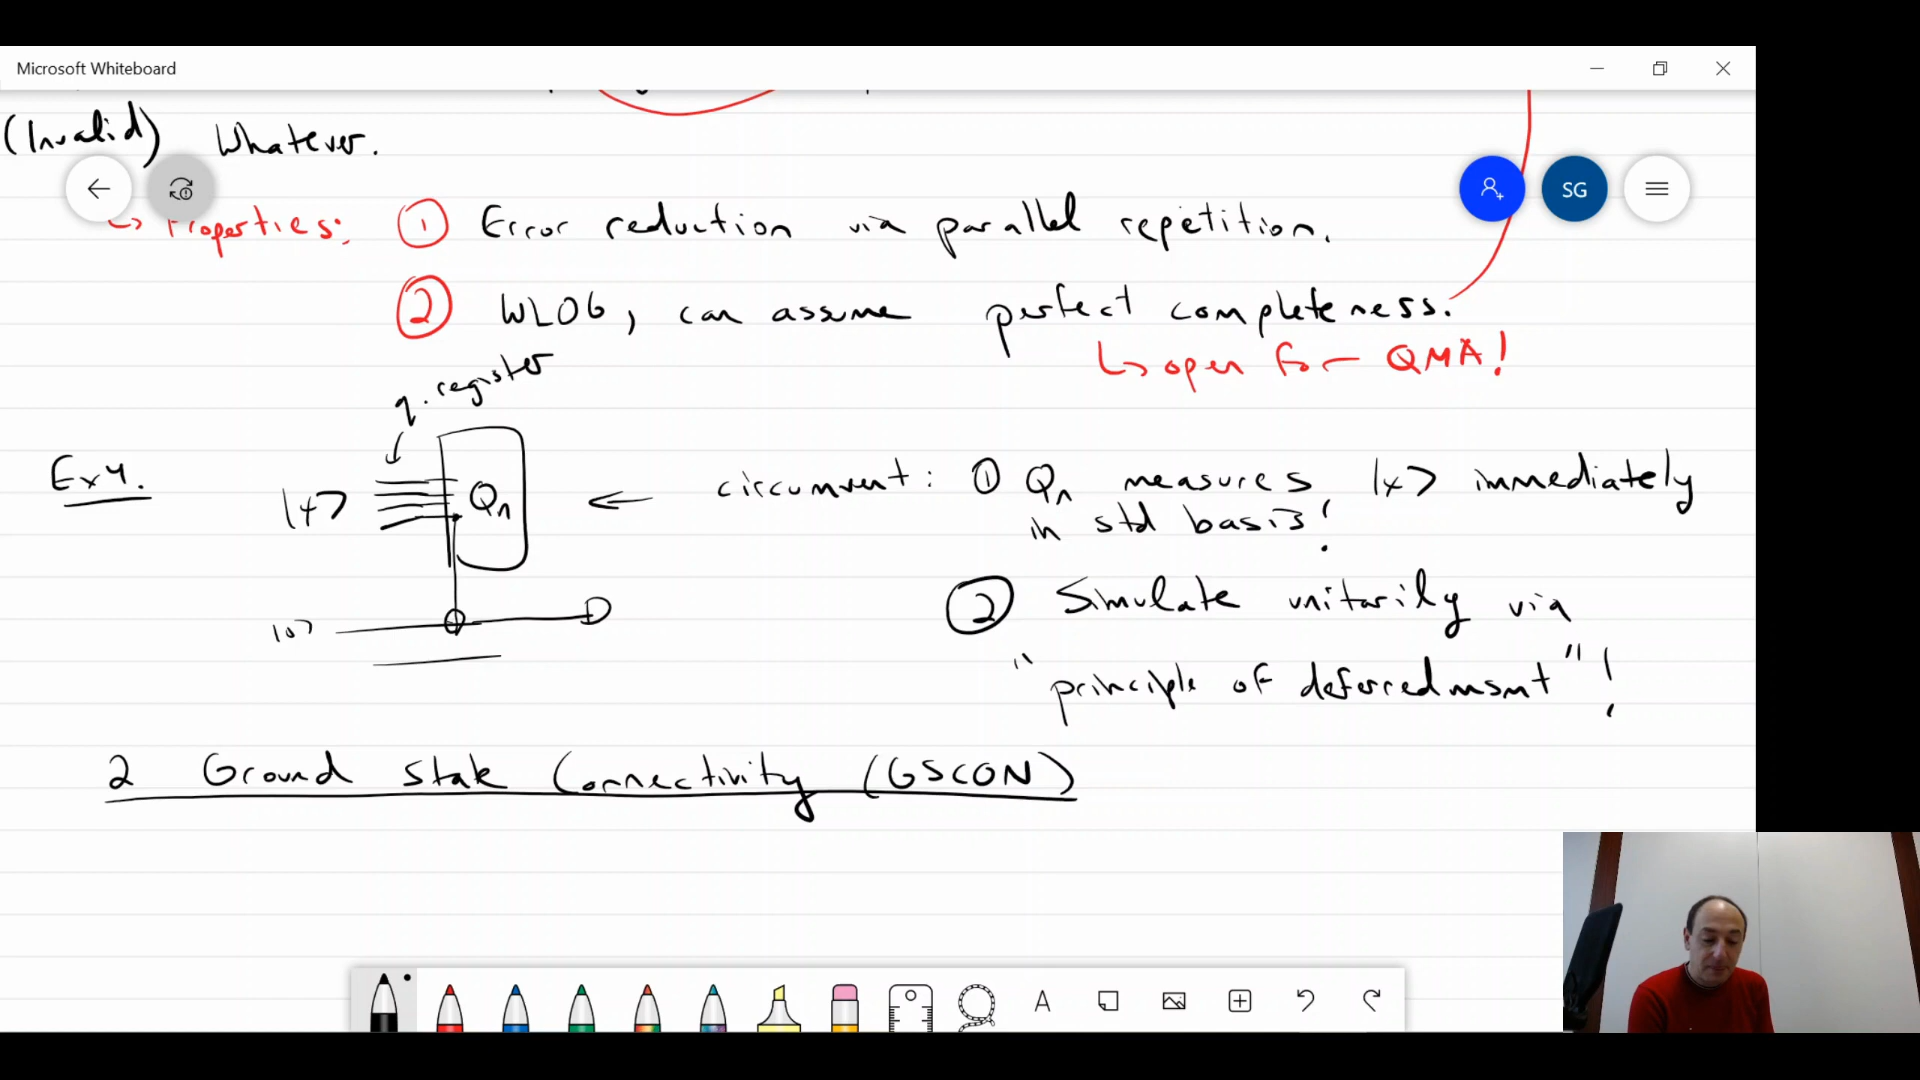 Microsoft Whiteboard
(Invalid) Whatever.
SG
↳ Properties: ① Error reduction via parallel repetition.
② WLOG, can assume perfect completeness.
↳ open for QMA!
q. register
Ex 4. |ψ> Qn ← circumvent: ① Qn measures |ψ> immediately
in std basis!
|0>
② Simulate unitarily via
"principle of deferred msmt"!
2 Ground State Connectivity (GSCON)
A